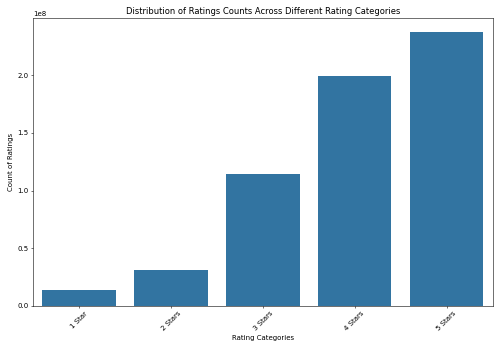 Distribution of Ratings Counts Across Different Rating Categories
1e8
2.0
1.5
1.0
0.5
0.0
Count of Ratings
1 Star
2 Stars
3 Stars
4 Stars
5 Stars
Rating Categories